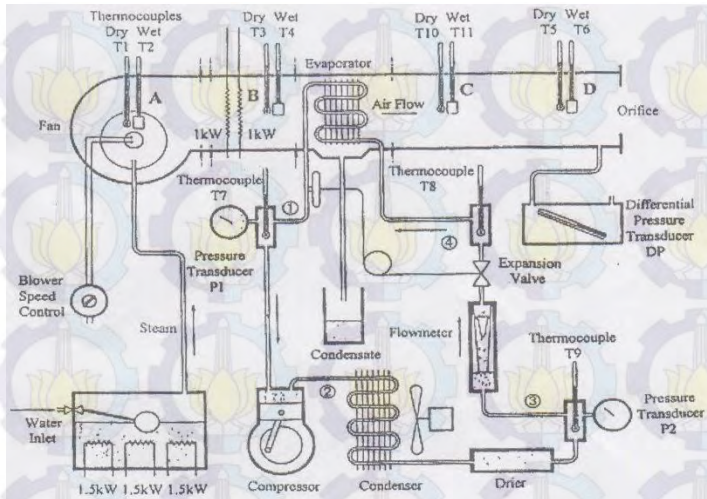 Thermocouples
Dry Wet
T1 T2
Dry Wet
T3 T4
Dry Wet
T10 T11
Dry Wet
T5 T6
Evaporator
A
B
C
D
Air Flow
Orifice
Fan
1kW
1kW
Thermocouple
T7
①
Thermocouple
T8
④
Differential
Pressure
Transducer
DP
Pressure
Transducer
P1
Expansion
Valve
Blower
Speed
Control
Steam
Condensate
Flowmeter
Thermocouple
T9
②
③
Pressure
Transducer
P2
Water
Inlet
1.5kW 1.5kW 1.5kW
Compressor
Condenser
Drier